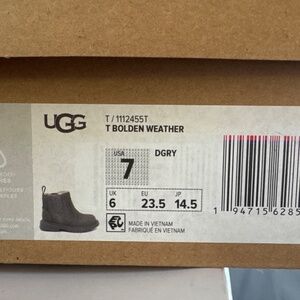 UGG
T / 1112455T
T BOLDEN WEATHER
USA
7
DGRY
UK
6
EU
23.5
JP
14.5
MADE IN VIETNAM
FABRIQUÉ EN VIETNAM
1 94715 6285